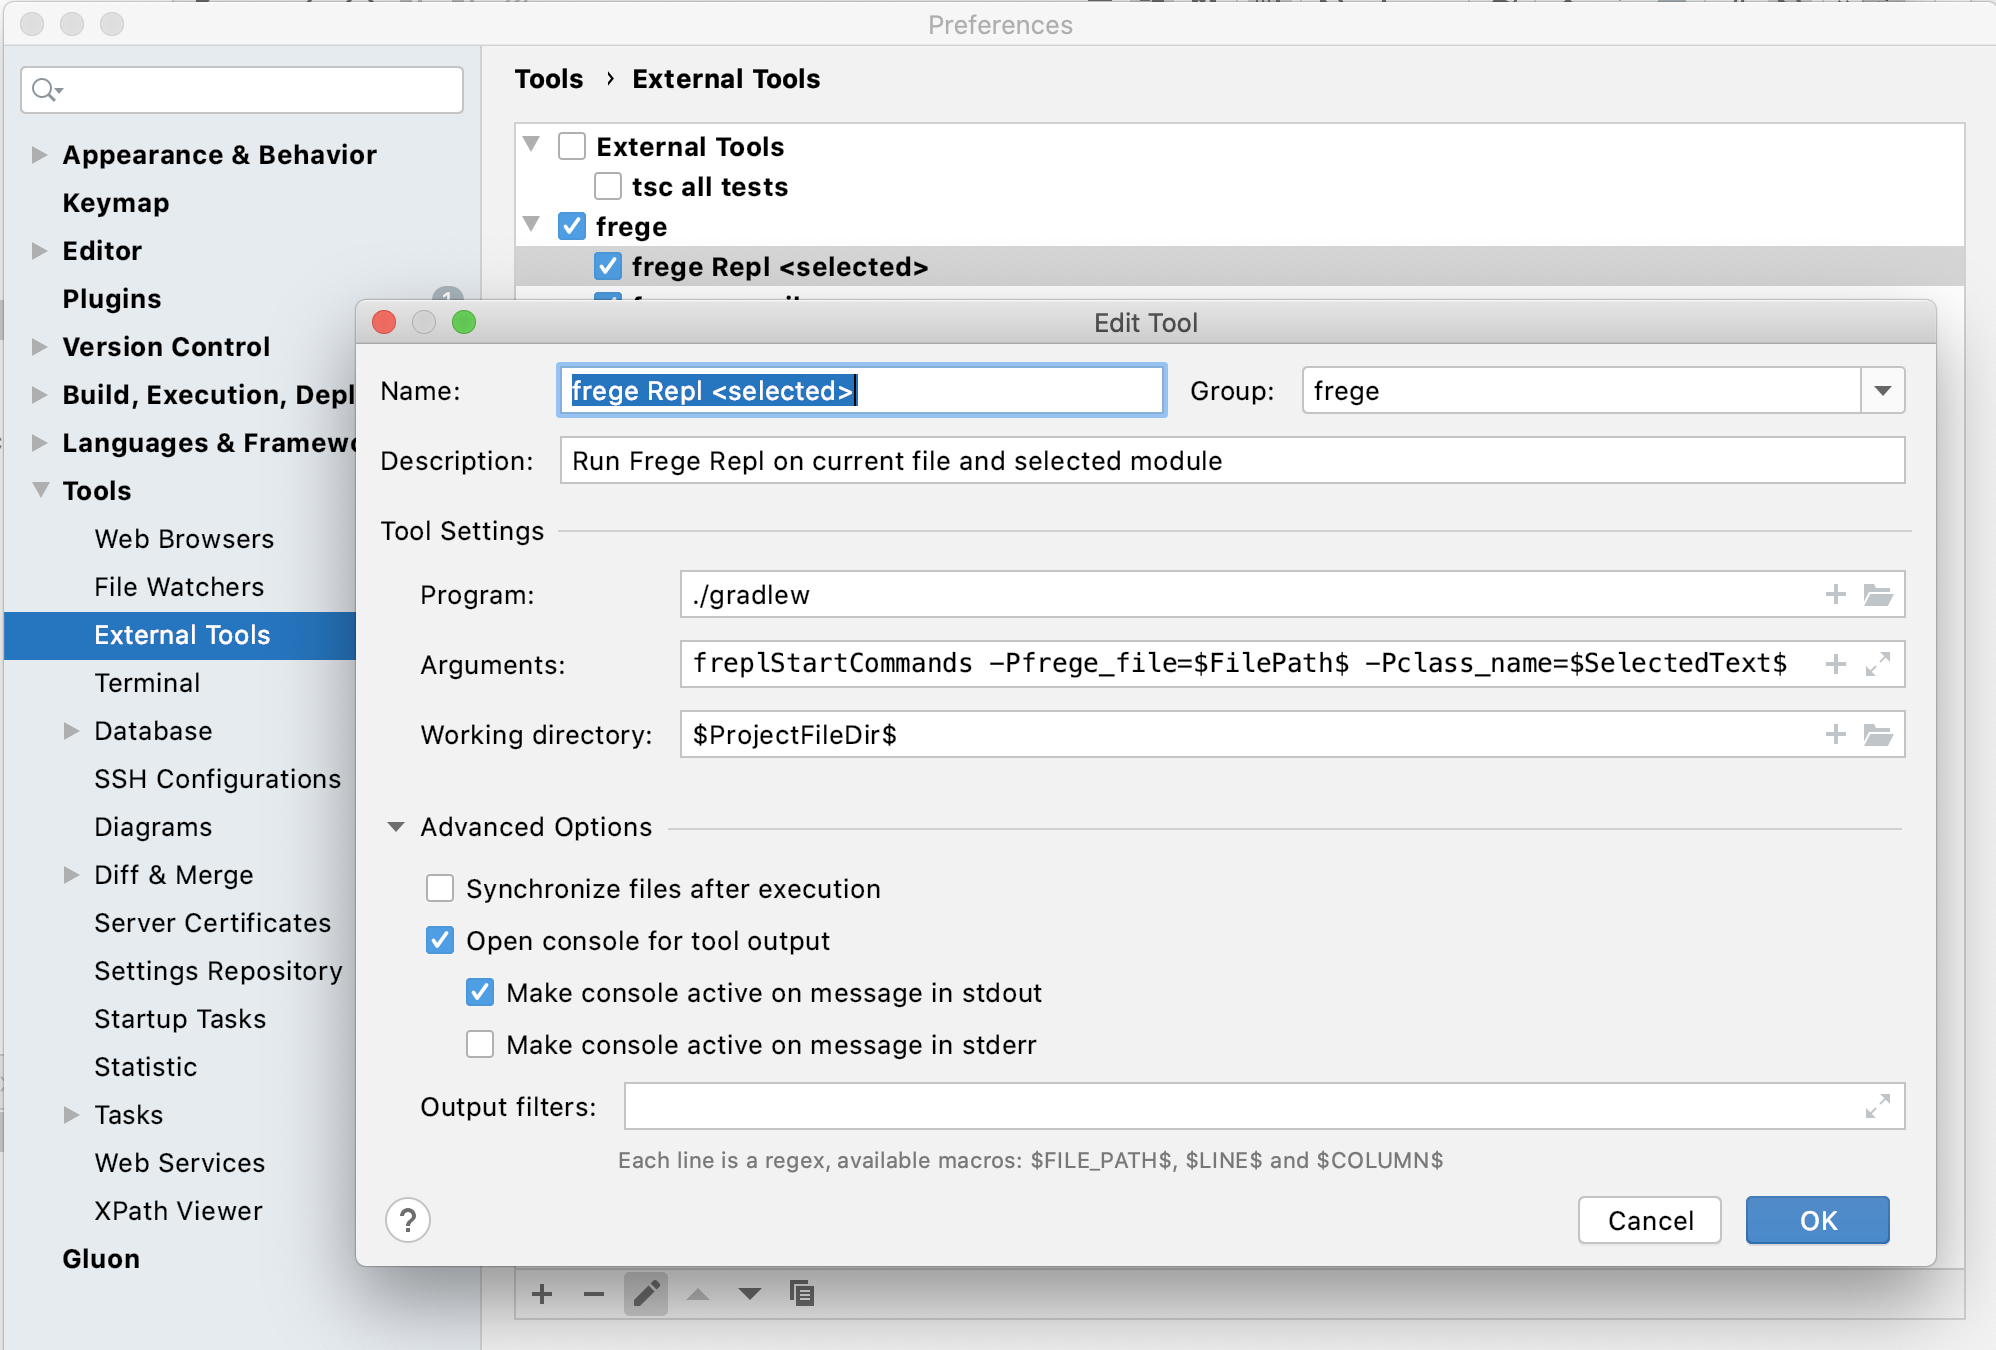 Preferences
Tools › External Tools
Appearance & Behavior
Keymap
Editor
Plugins
1
Version Control
Build, Execution, Depl
Languages & Framewo
Tools
Web Browsers
File Watchers
External Tools
Terminal
Database
SSH Configurations
Diagrams
Diff & Merge
Server Certificates
Settings Repository
Startup Tasks
Statistic
Tasks
Web Services
XPath Viewer
Gluon
External Tools
tsc all tests
frege
frege Repl <selected>
Edit Tool
Name: frege Repl <selected> Group: frege
Description: Run Frege Repl on current file and selected module
Tool Settings
Program: ./gradlew
Arguments: freplStartCommands -Pfrege_file=$FilePath$ -Pclass_name=$SelectedText$
Working directory: $ProjectFileDir$
Advanced Options
Synchronize files after execution
Open console for tool output
Make console active on message in stdout
Make console active on message in stderr
Output filters:
Each line is a regex, available macros: $FILE_PATH$, $LINE$ and $COLUMN$
? Cancel OK